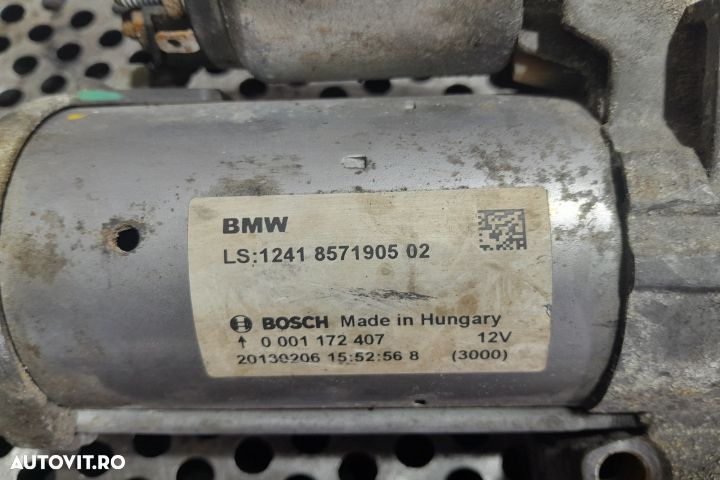 BMW
LS:1241 8571905 02
BOSCH Made in Hungary
↑ 0 001 172 407 12V
20130206 15:52:56 8 (3000)
AUTOVIT.RO